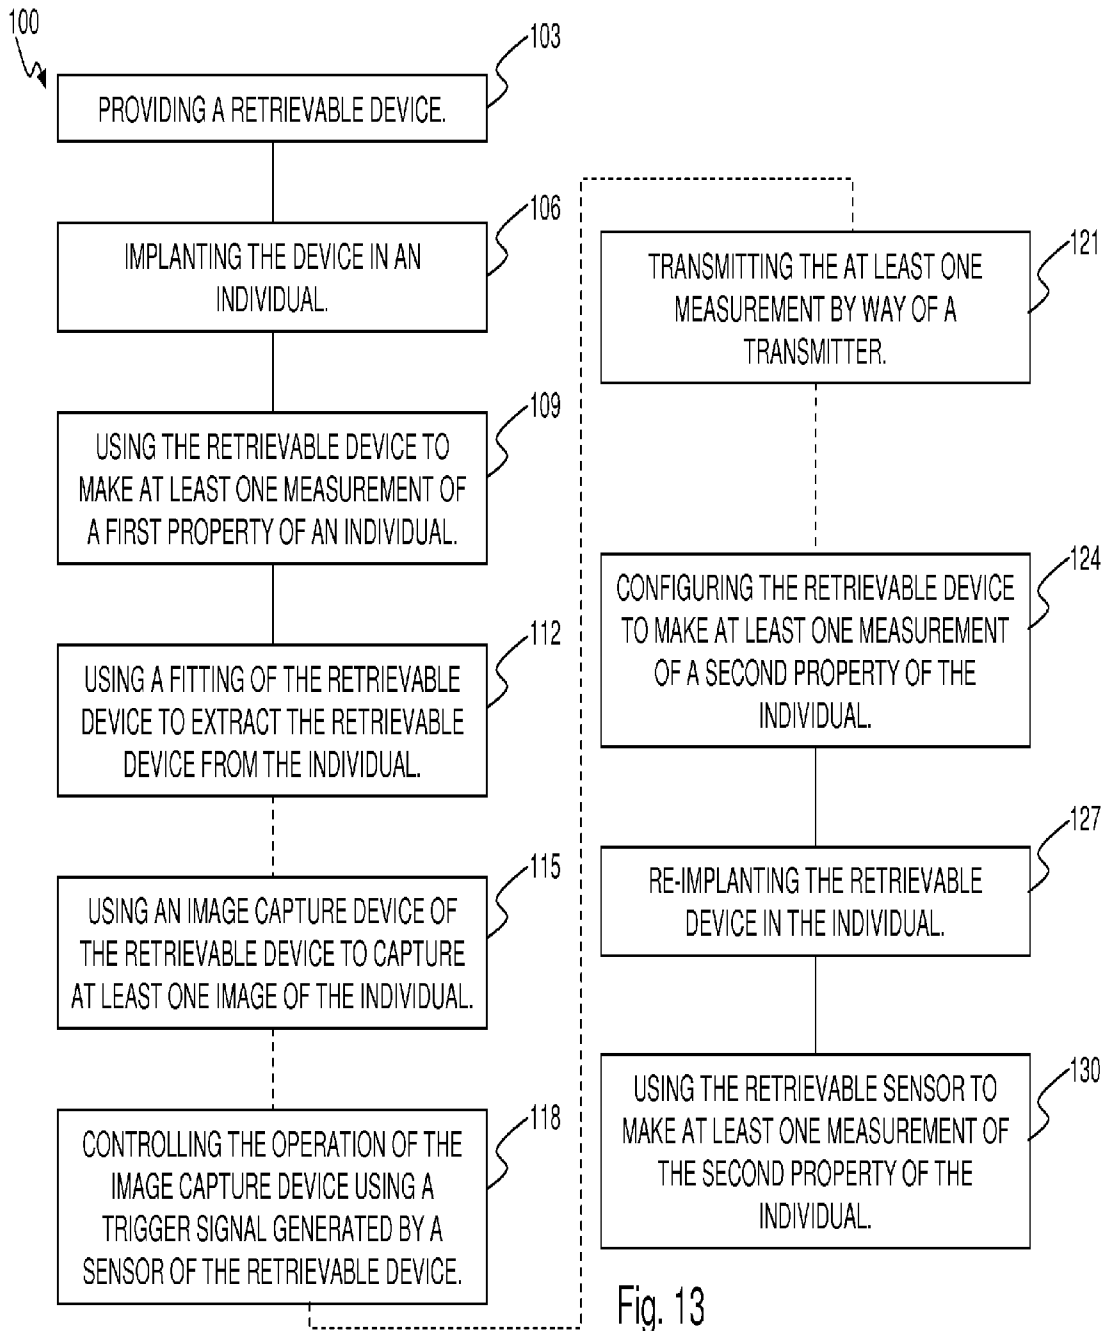 100
103
PROVIDING A RETRIEVABLE DEVICE.
106
IMPLANTING THE DEVICE IN AN
INDIVIDUAL.
109
USING THE RETRIEVABLE DEVICE TO
MAKE AT LEAST ONE MEASUREMENT OF
A FIRST PROPERTY OF AN INDIVIDUAL.
112
USING A FITTING OF THE RETRIEVABLE
DEVICE TO EXTRACT THE RETRIEVABLE
DEVICE FROM THE INDIVIDUAL.
115
USING AN IMAGE CAPTURE DEVICE OF
THE RETRIEVABLE DEVICE TO CAPTURE
AT LEAST ONE IMAGE OF THE INDIVIDUAL.
118
CONTROLLING THE OPERATION OF THE
IMAGE CAPTURE DEVICE USING A
TRIGGER SIGNAL GENERATED BY A
SENSOR OF THE RETRIEVABLE DEVICE.
121
TRANSMITTING THE AT LEAST ONE
MEASUREMENT BY WAY OF A
TRANSMITTER.
124
CONFIGURING THE RETRIEVABLE DEVICE
TO MAKE AT LEAST ONE MEASUREMENT
OF A SECOND PROPERTY OF THE
INDIVIDUAL.
127
RE-IMPLANTING THE RETRIEVABLE
DEVICE IN THE INDIVIDUAL.
130
USING THE RETRIEVABLE SENSOR TO
MAKE AT LEAST ONE MEASUREMENT OF
THE SECOND PROPERTY OF THE
INDIVIDUAL.
Fig. 13